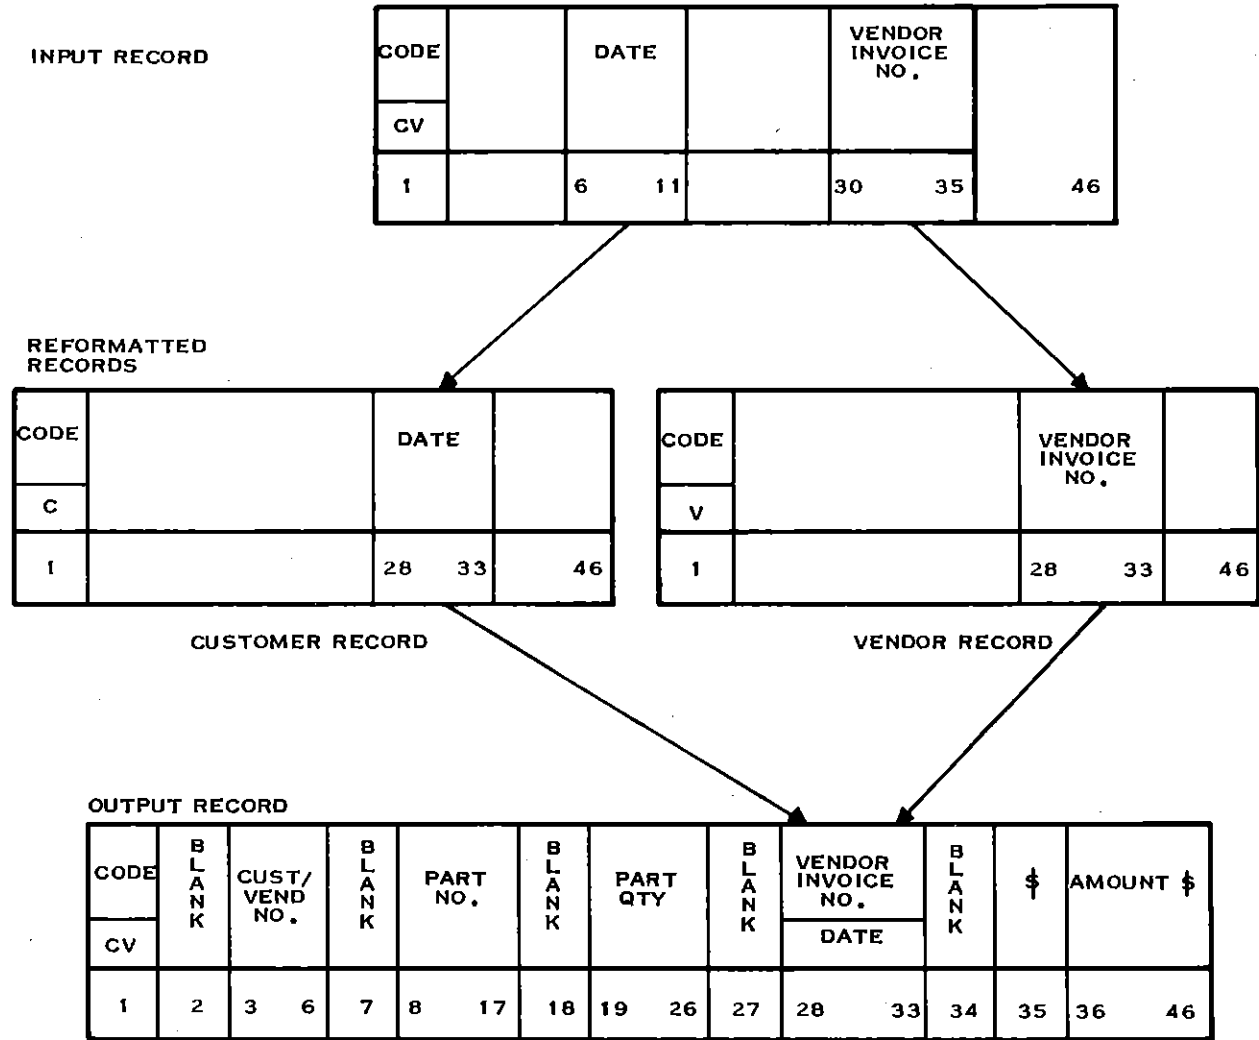 INPUT RECORD
CODE
CV
DATE
VENDOR
INVOICE
NO.
1
6 11
30 35
46
REFORMATTED
RECORDS
CODE
C
DATE
1
28 33
46
CUSTOMER RECORD
CODE
V
VENDOR
INVOICE
NO.
1
28 33
46
VENDOR RECORD
OUTPUT RECORD
CODE
CV
BLANK
CUST/
VEND
NO.
BLANK
PART
NO.
BLANK
PART
QTY
BLANK
VENDOR
INVOICE
NO.
DATE
BLANK
$
AMOUNT $
1 2 3 6 7 8 17 18 19 26 27 28 33 34 35 36 46